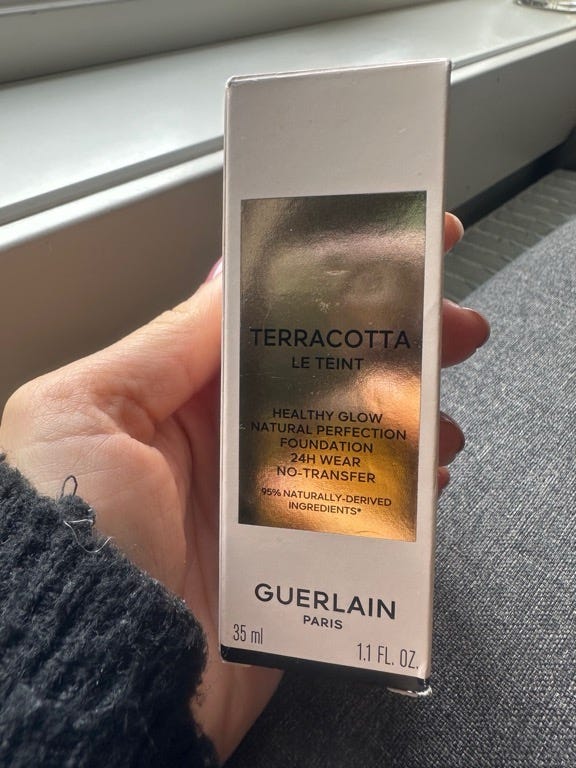 TERRACOTTA
LE TEINT
HEALTHY GLOW
NATURAL PERFECTION
FOUNDATION
24H WEAR
NO-TRANSFER
95% NATURALLY-DERIVED
INGREDIENTS*
GUERLAIN
PARIS
35 ml
1.1 FL. OZ.